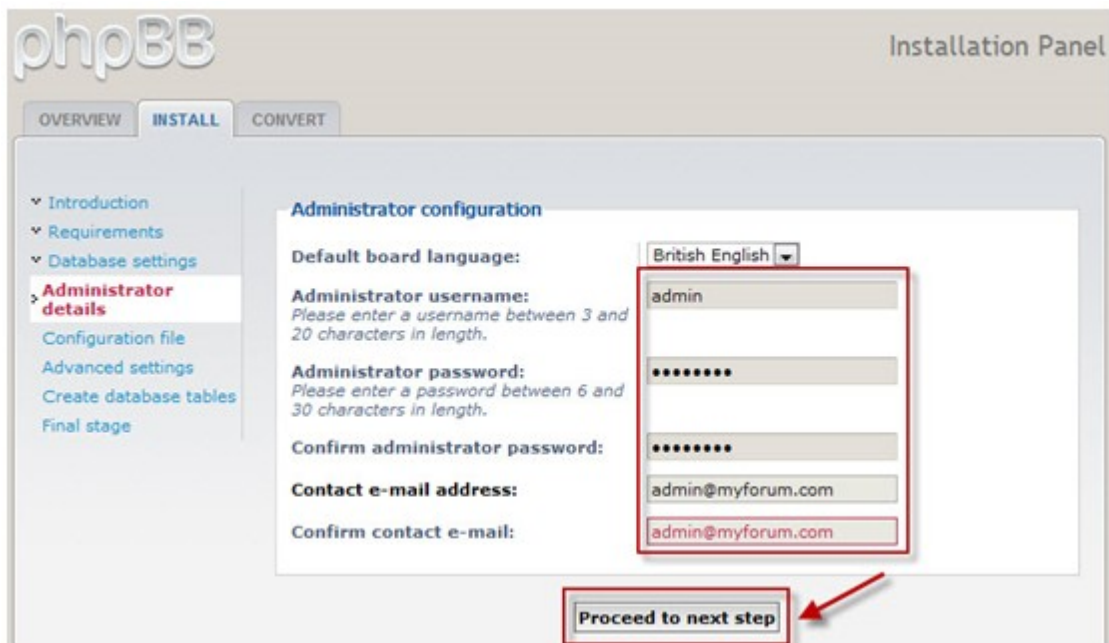 phpBB
Installation Panel
OVERVIEW INSTALL CONVERT
Introduction
Requirements
Database settings
Administrator
details
Configuration file
Advanced settings
Create database tables
Final stage
Administrator configuration
Default board language: British English
Administrator username: admin
Please enter a username between 3 and
20 characters in length.
Administrator password: ••••••••
Please enter a password between 6 and
30 characters in length.
Confirm administrator password: ••••••••
Contact e-mail address: admin@myforum.com
Confirm contact e-mail: admin@myforum.com
Proceed to next step